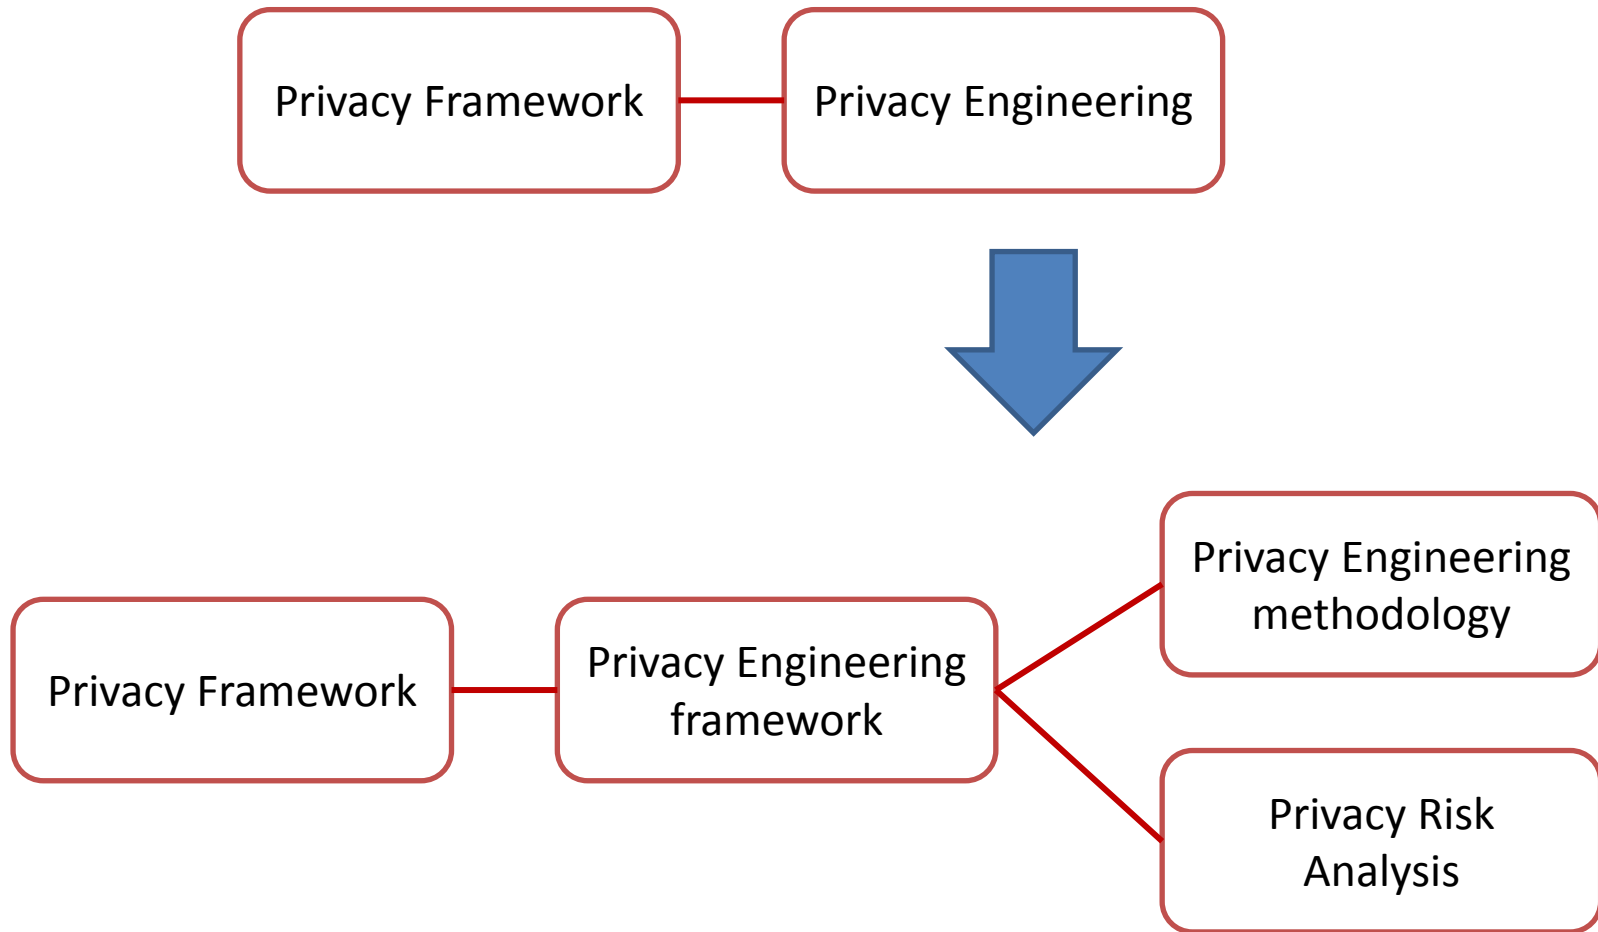 Privacy Framework
Privacy Engineering
Privacy Engineering
methodology
Privacy Framework
Privacy Engineering
framework
Privacy Risk
Analysis